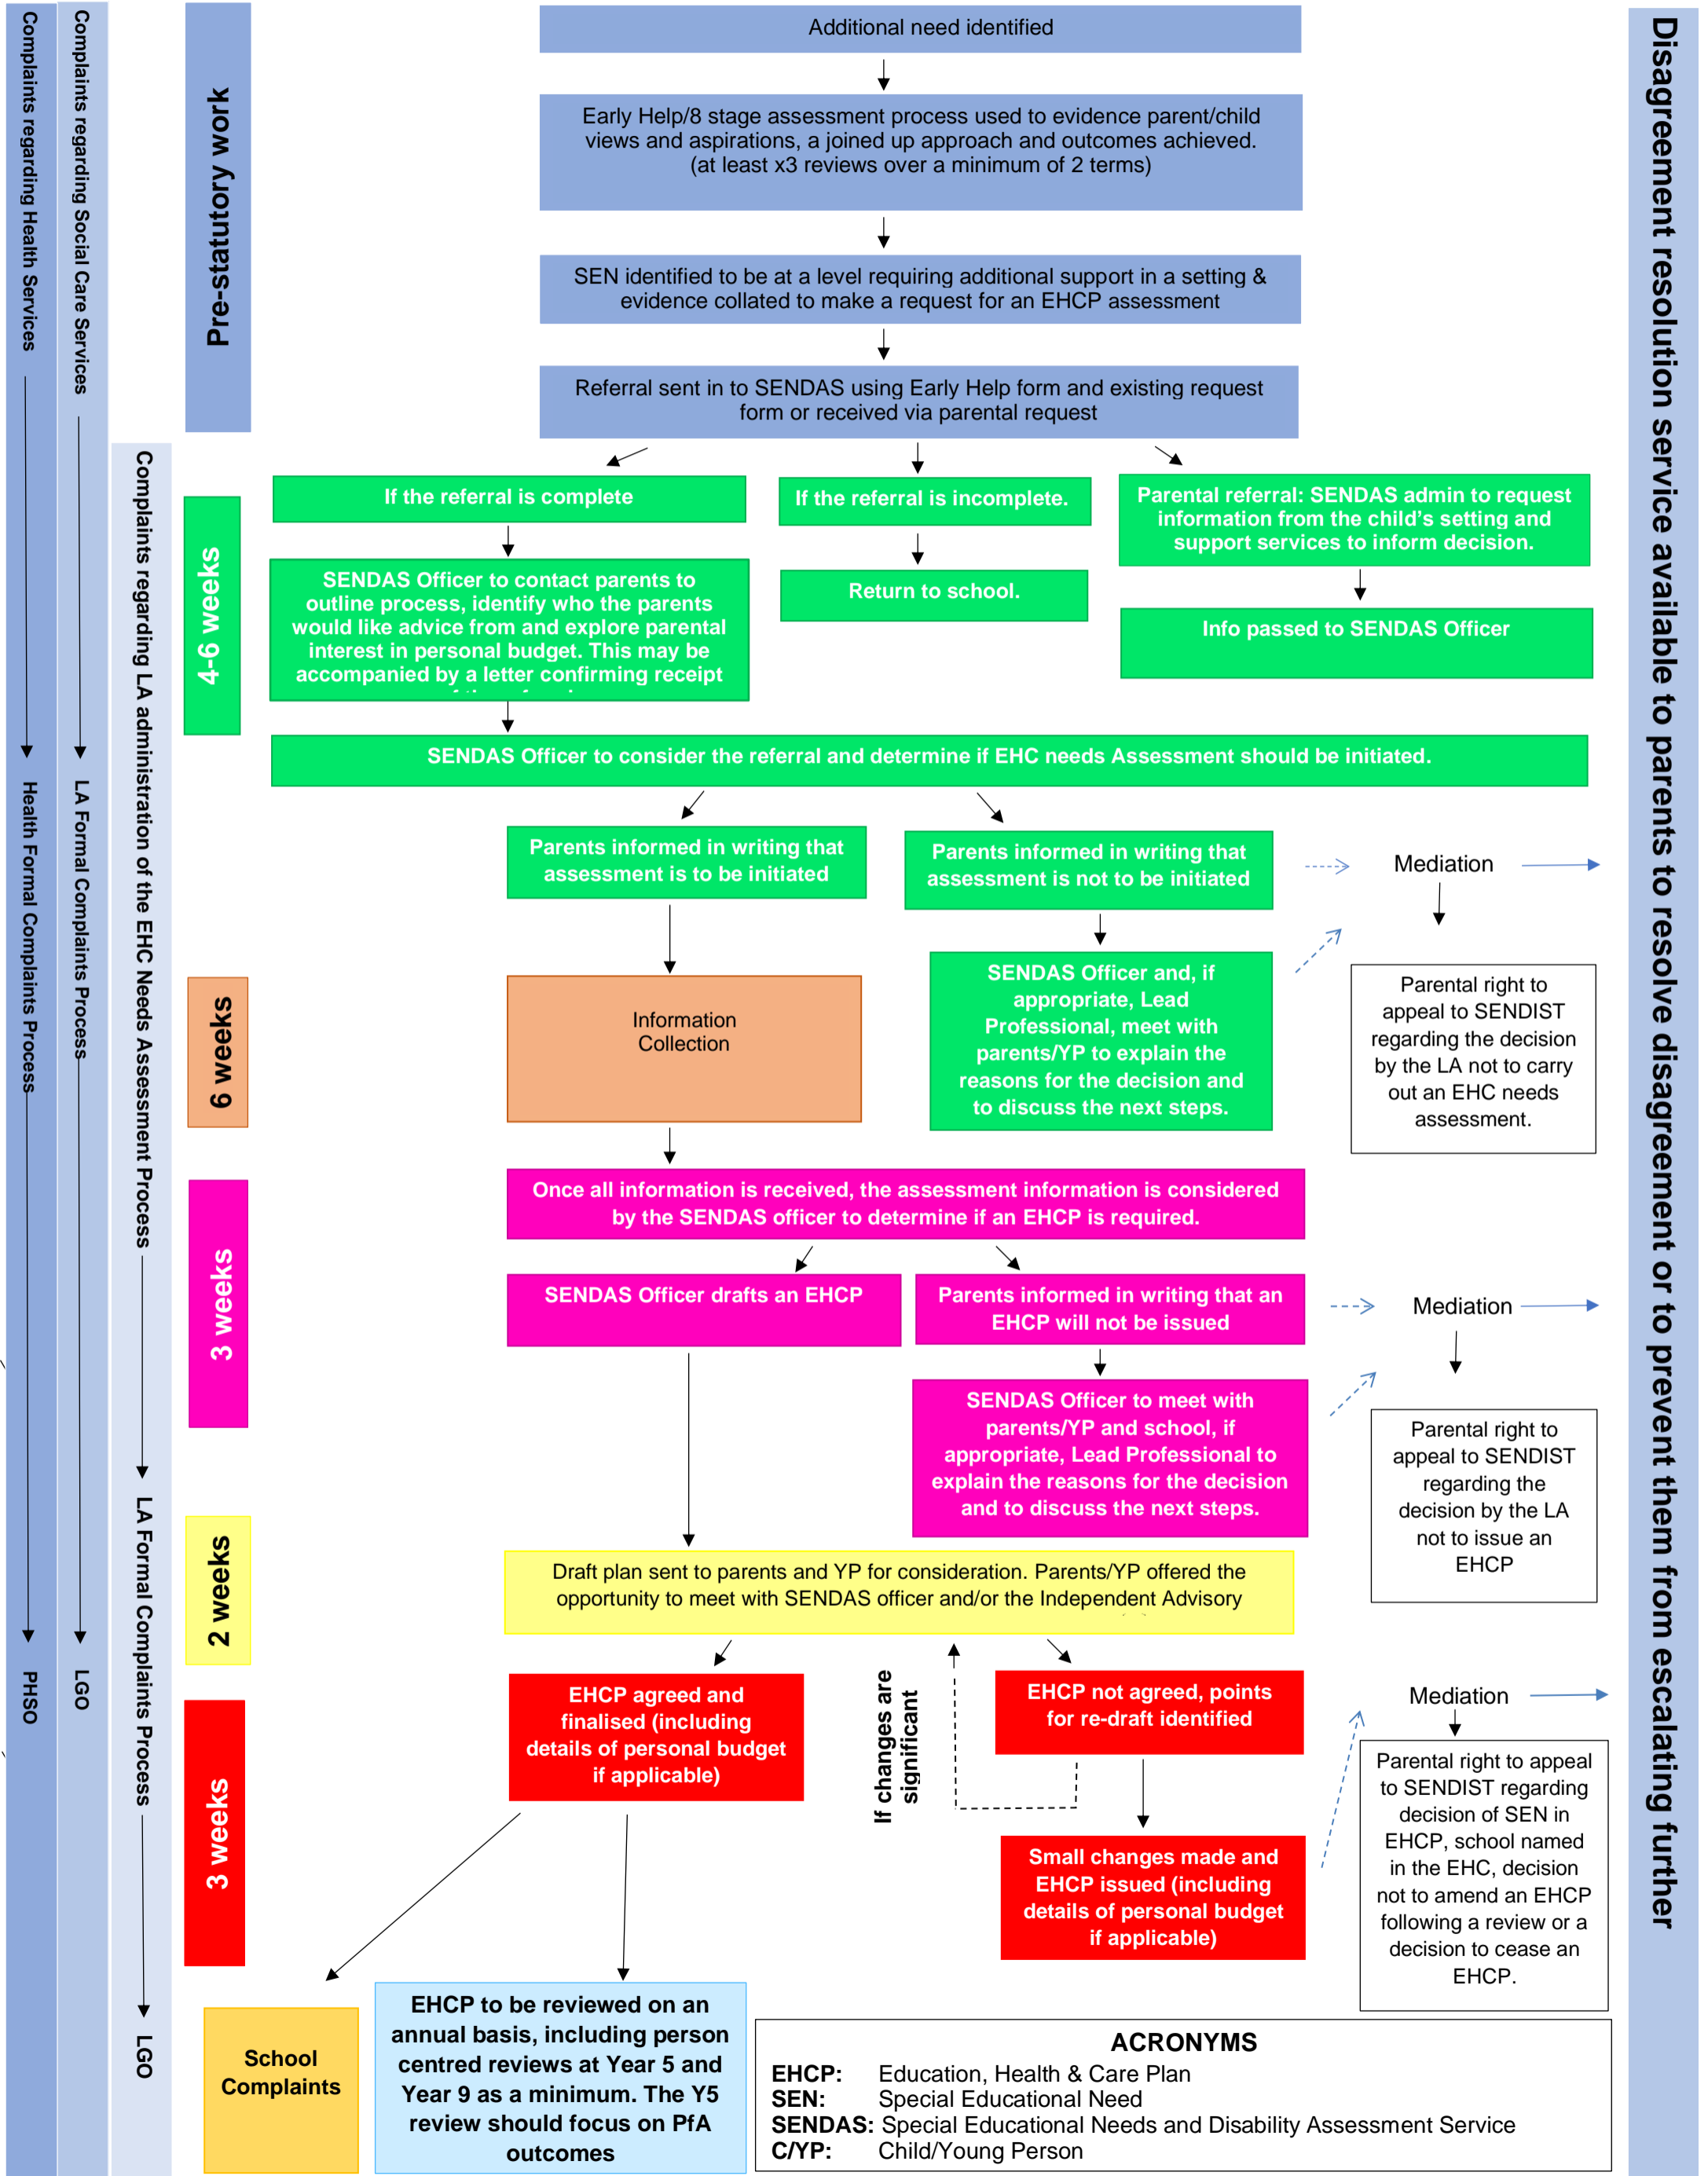 Complaints regarding Health Services
Health Formal Complaints Process
PHSO
Complaints regarding Social Care Services
LA Formal Complaints Process
LGO
Complaints regarding LA administration of the EHC Needs Assessment Process
LA Formal Complaints Process
LGO
Pre-statutory work
Additional need identified
Early Help/8 stage assessment process used to evidence parent/child
views and aspirations, a joined up approach and outcomes achieved.
(at least x3 reviews over a minimum of 2 terms)
SEN identified to be at a level requiring additional support in a setting &
evidence collated to make a request for an EHCP assessment
Referral sent in to SENDAS using Early Help form and existing request
form or received via parental request
4-6 weeks
If the referral is complete
SENDAS Officer to contact parents to
outline process, identify who the parents
would like advice from and explore parental
interest in personal budget. This may be
accompanied by a letter confirming receipt
If the referral is incomplete.
Return to school.
Parental referral: SENDAS admin to request
information from the child's setting and
support services to inform decision.
Info passed to SENDAS Officer
SENDAS Officer to consider the referral and determine if EHC needs Assessment should be initiated.
Parents informed in writing that
assessment is to be initiated
Parents informed in writing that
assessment is not to be initiated
Mediation
SENDAS Officer and, if
appropriate, Lead
Professional, meet with
parents/YP to explain the
reasons for the decision and
to discuss the next steps.
Parental right to
appeal to SENDIST
regarding the decision
by the LA not to carry
out an EHC needs
assessment.
6 weeks
Information
Collection
3 weeks
Once all information is received, the assessment information is considered
by the SENDAS officer to determine if an EHCP is required.
SENDAS Officer drafts an EHCP
Parents informed in writing that an
EHCP will not be issued
Mediation
SENDAS Officer to meet with
parents/YP and school, if
appropriate, Lead Professional to
explain the reasons for the decision
and to discuss the next steps.
Parental right to
appeal to SENDIST
regarding the
decision by the LA
not to issue an
EHCP
2 weeks
Draft plan sent to parents and YP for consideration. Parents/YP offered the
opportunity to meet with SENDAS officer and/or the Independent Advisory
3 weeks
EHCP agreed and
finalised (including
details of personal budget
if applicable)
If changes are
significant
EHCP not agreed, points
for re-draft identified
Small changes made and
EHCP issued (including
details of personal budget
if applicable)
Mediation
Parental right to appeal
to SENDIST regarding
decision of SEN in
EHCP, school named
in the EHC, decision
not to amend an EHCP
following a review or a
decision to cease an
EHCP.
School
Complaints
EHCP to be reviewed on an
annual basis, including person
centred reviews at Year 5 and
Year 9 as a minimum. The Y5
review should focus on PfA
outcomes
ACRONYMS
EHCP: Education, Health & Care Plan
SEN: Special Educational Need
SENDAS: Special Educational Needs and Disability Assessment Service
C/YP: Child/Young Person
Disagreement resolution service available to parents to resolve disagreement or to prevent them from escalating further